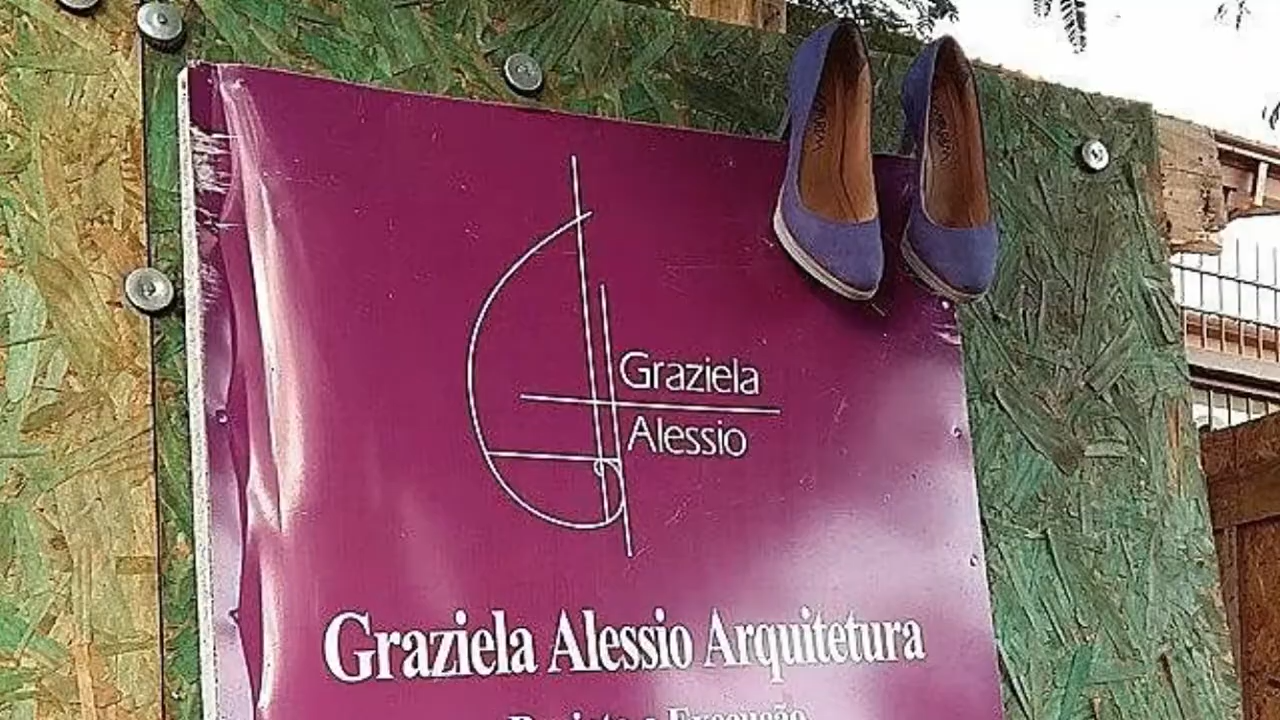 Graziela
Alessio
Graziela Alessio Arquitetura
Projeto e Execução